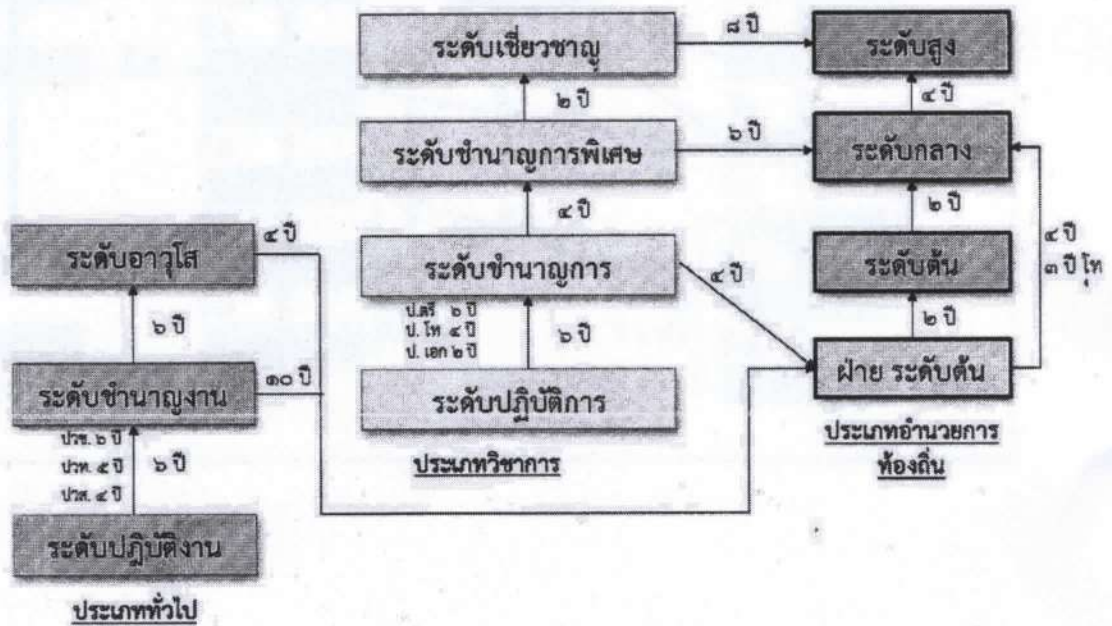 ระดับเชี่ยวชาญ
๘ ปี
ระดับสูง
๒ ปี
๔ ปี
ระดับชำนาญการพิเศษ
๖ ปี
ระดับกลาง
๔ ปี
๒ ปี
ระดับอาวุโส
๔ ปี
ระดับชำนาญการ
๔ ปี
ระดับต้น
๔ ปี
๓ ปี โท
๖ ปี
ป.ตรี ๖ ปี
ป. โท ๔ ปี
ป. เอก ๒ ปี
๖ ปี
๒ ปี
ระดับชำนาญงาน
๑๐ ปี
ระดับปฏิบัติการ
ฝ่าย ระดับต้น
ปวช. ๖ ปี
ปวท. ๕ ปี
ปวส. ๔ ปี
๖ ปี
ประเภทวิชาการ
ประเภทอำนวยการ
ท้องถิ่น
ระดับปฏิบัติงาน
ประเภททั่วไป